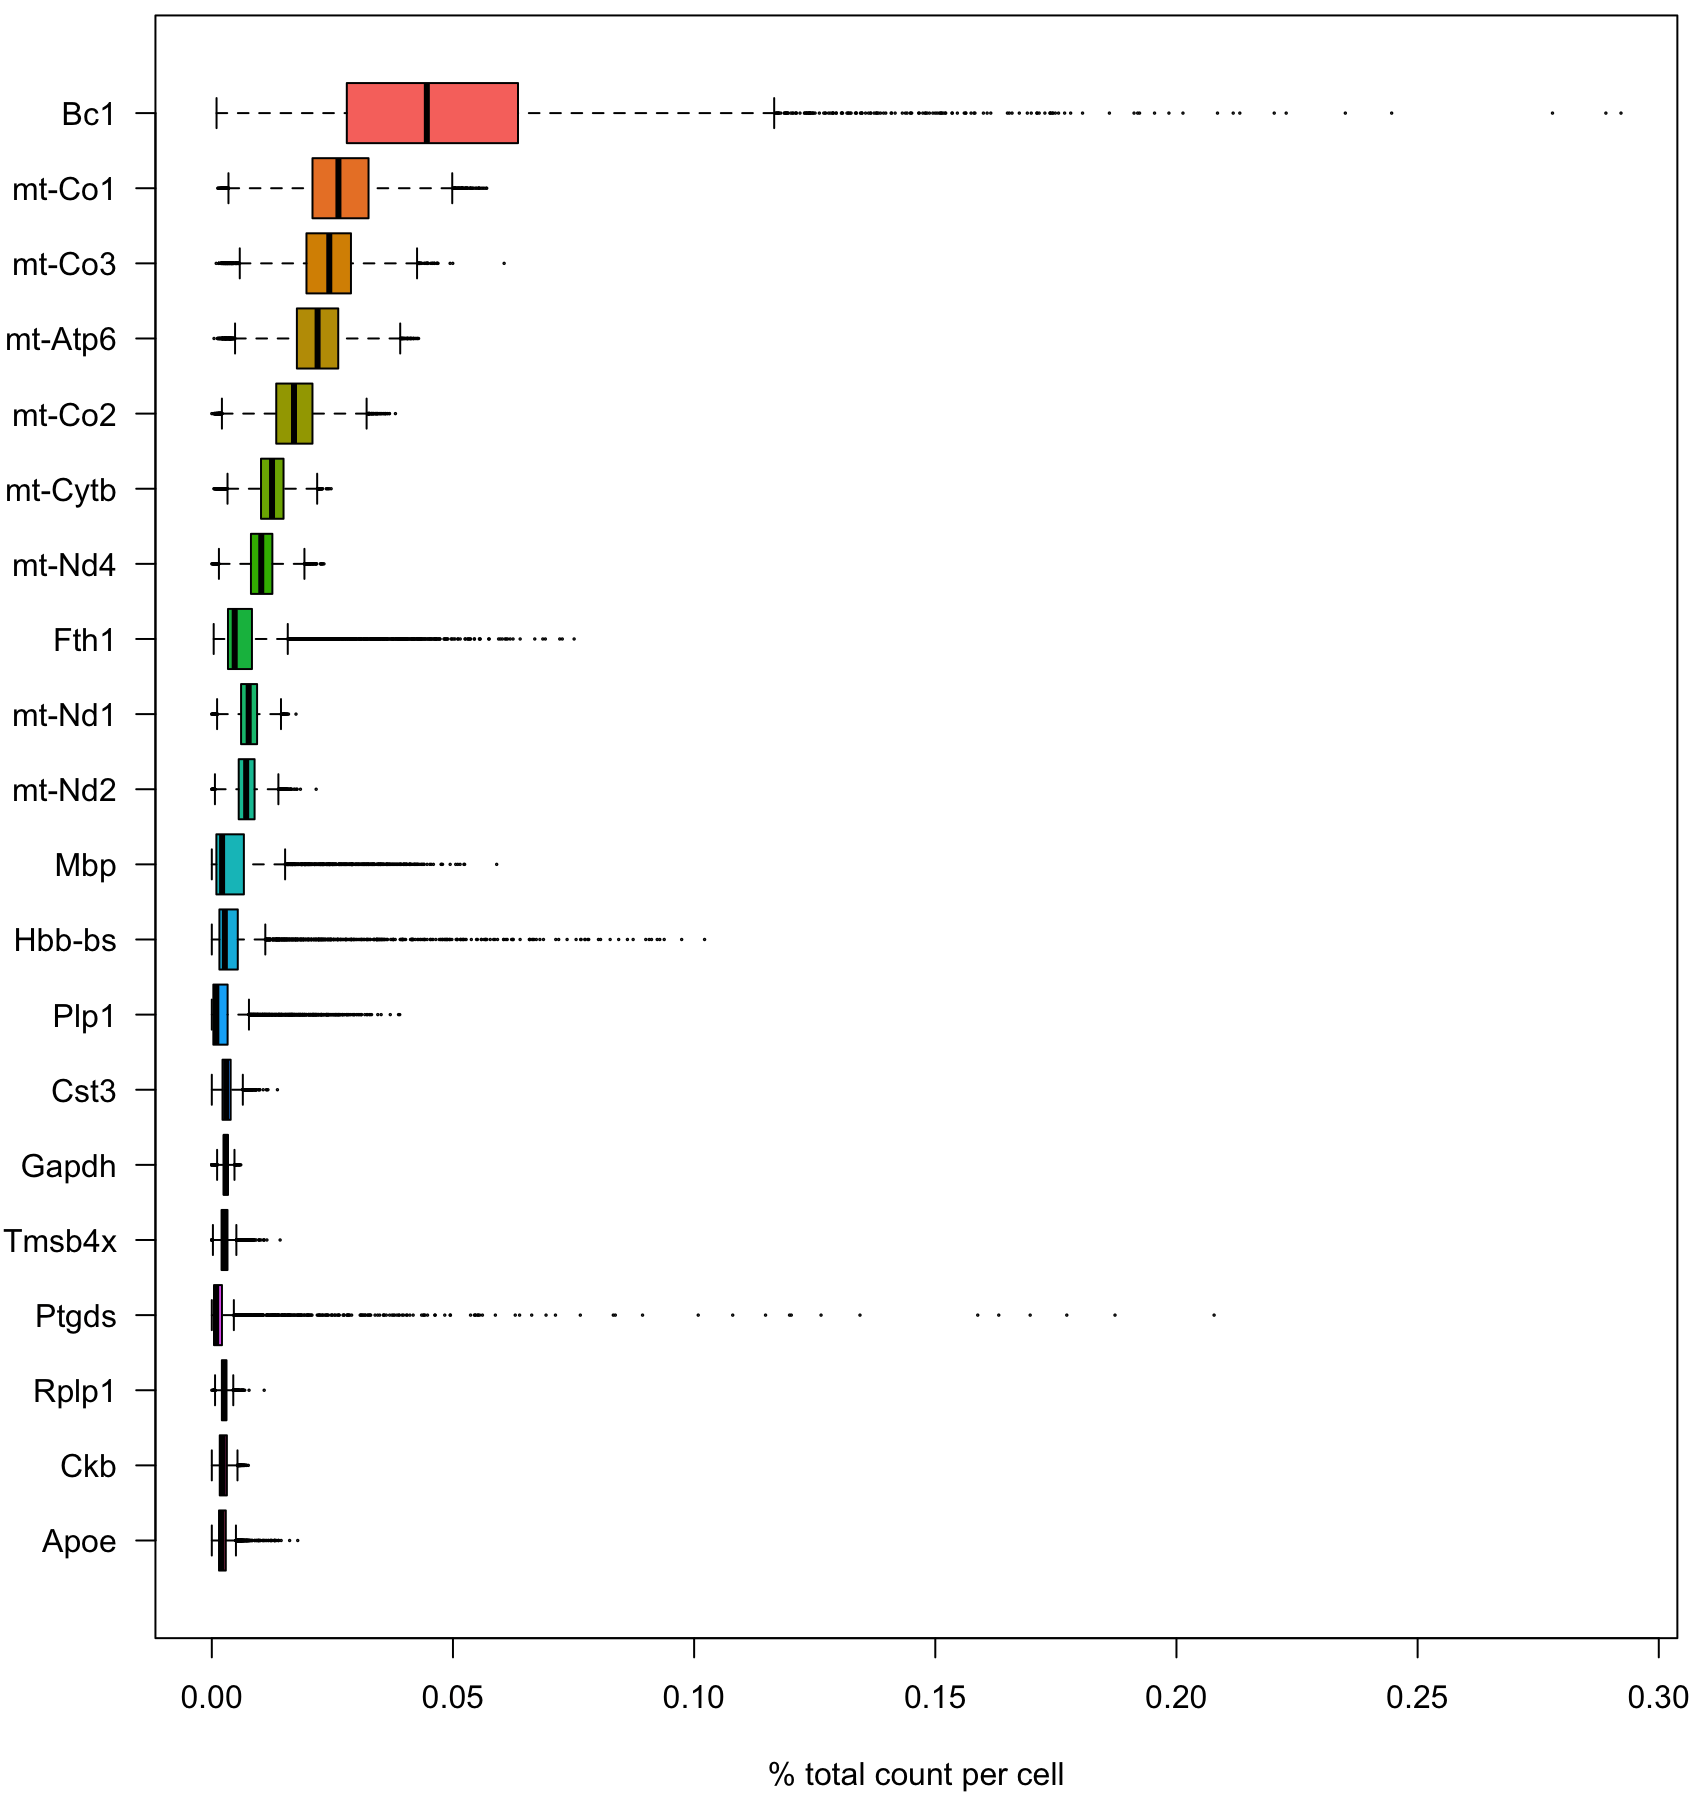 Bc1
mt-Co1
mt-Co3
mt-Atp6
mt-Co2
mt-Cytb
mt-Nd4
Fth1
mt-Nd1
mt-Nd2
Mbp
Hbb-bs
Plp1
Cst3
Gapdh
Tmsb4x
Ptgds
Rplp1
Ckb
Apoe
0.00 0.05 0.10 0.15 0.20 0.25 0.30
% total count per cell